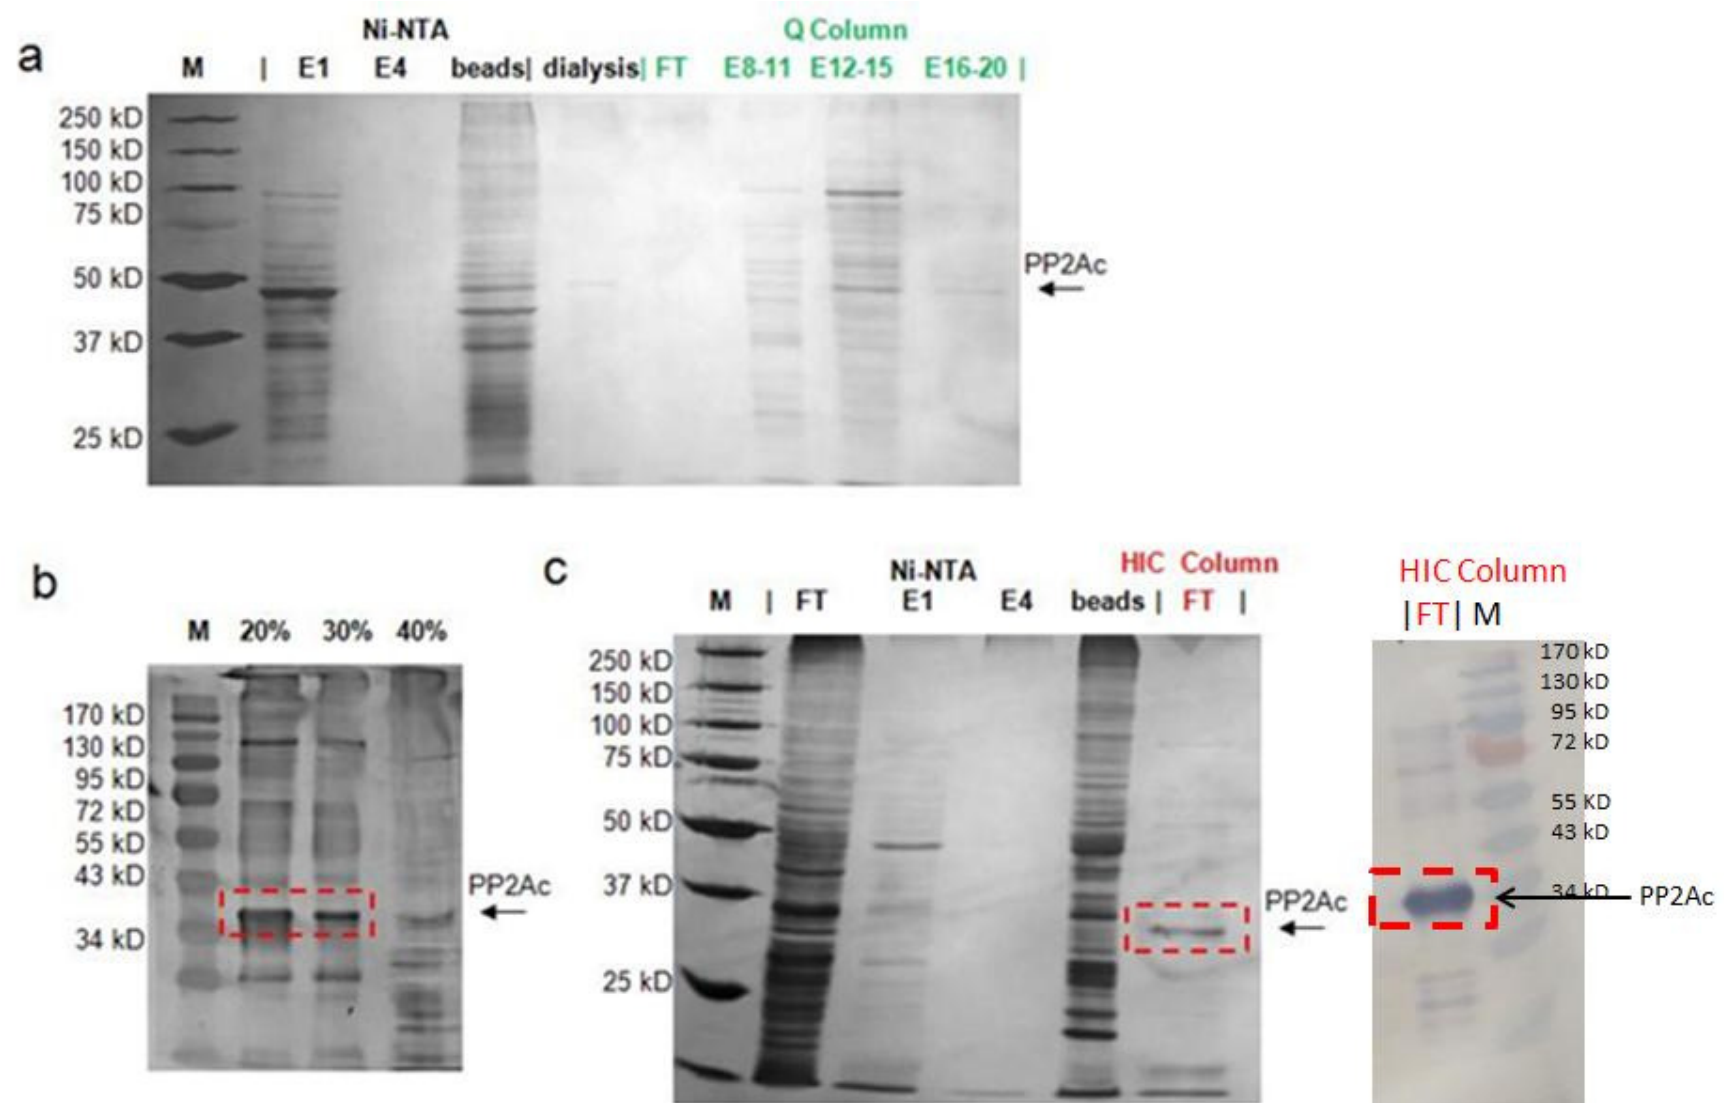 a
Ni-NTA
Q Column
M | E1 E4 beads| dialysis| FT E8-11 E12-15 E16-20 |
250 kD
150 kD
100 kD
75 kD
50 kD
37 kD
25 kD
PP2Ac
b
M 20% 30% 40%
170 kD
130 kD
95 kD
72 kD
55 kD
43 kD
34 kD
PP2Ac
c
Ni-NTA
HIC Column
M | FT E1 E4 beads | FT |
250 kD
150 kD
100 kD
75 kD
50 kD
37 kD
25 kD
PP2Ac
HIC Column
|FT| M
170 kD
130 kD
95 kD
72 kD
55 KD
43 kD
34 kD
PP2Ac